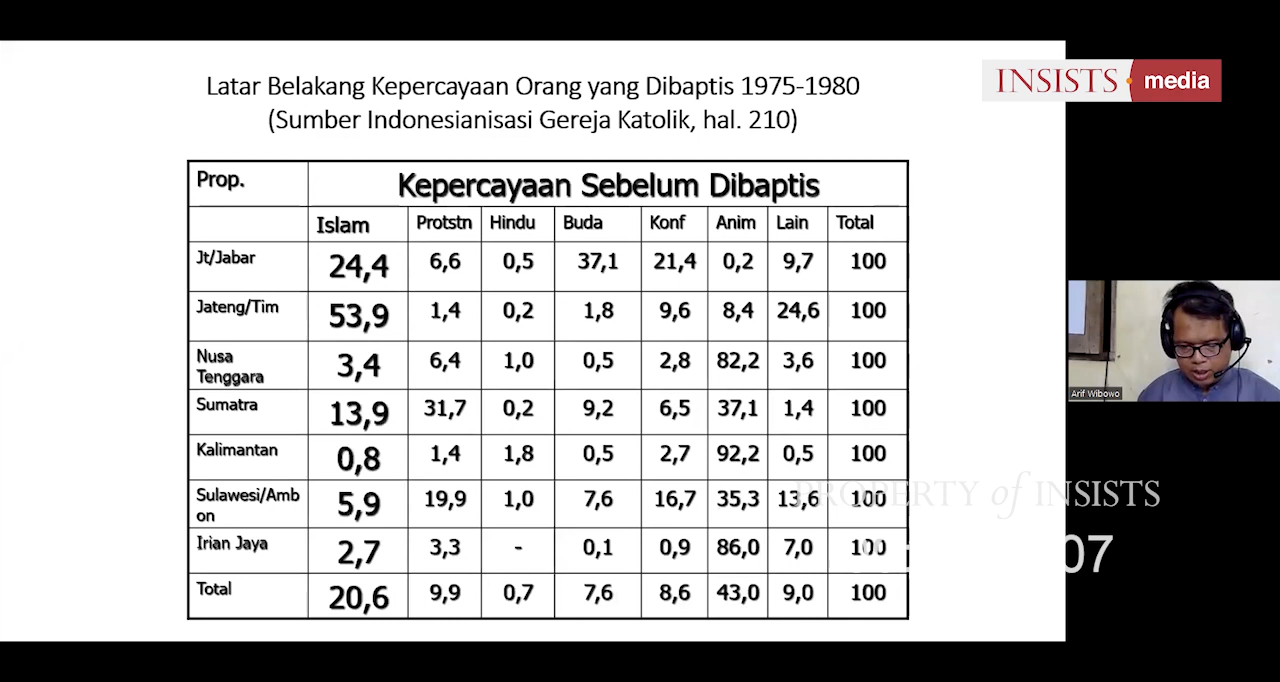 INSISTS media
Latar Belakang Kepercayaan Orang yang Dibaptis 1975-1980
(Sumber Indonesianisasi Gereja Katolik, hal. 210)
Prop. Kepercayaan Sebelum Dibaptis
Islam Protstn Hindu Buda Konf Anim Lain Total
Jt/Jabar 24,4 6,6 0,5 37,1 21,4 0,2 9,7 100
Jateng/Tim 53,9 1,4 0,2 1,8 9,6 8,4 24,6 100
Nusa
Tenggara 3,4 6,4 1,0 0,5 2,8 82,2 3,6 100
Sumatra 13,9 31,7 0,2 9,2 6,5 37,1 1,4 100
Kalimantan 0,8 1,4 1,8 0,5 2,7 92,2 0,5 100
Sulawesi/Amb
on 5,9 19,9 1,0 7,6 16,7 35,3 13,6 100
Irian Jaya 2,7 3,3 - 0,1 0,9 86,0 7,0 100
Total 20,6 9,9 0,7 7,6 8,6 43,0 9,0 100
Arif Wibowo
PROPERTY of INSISTS
07